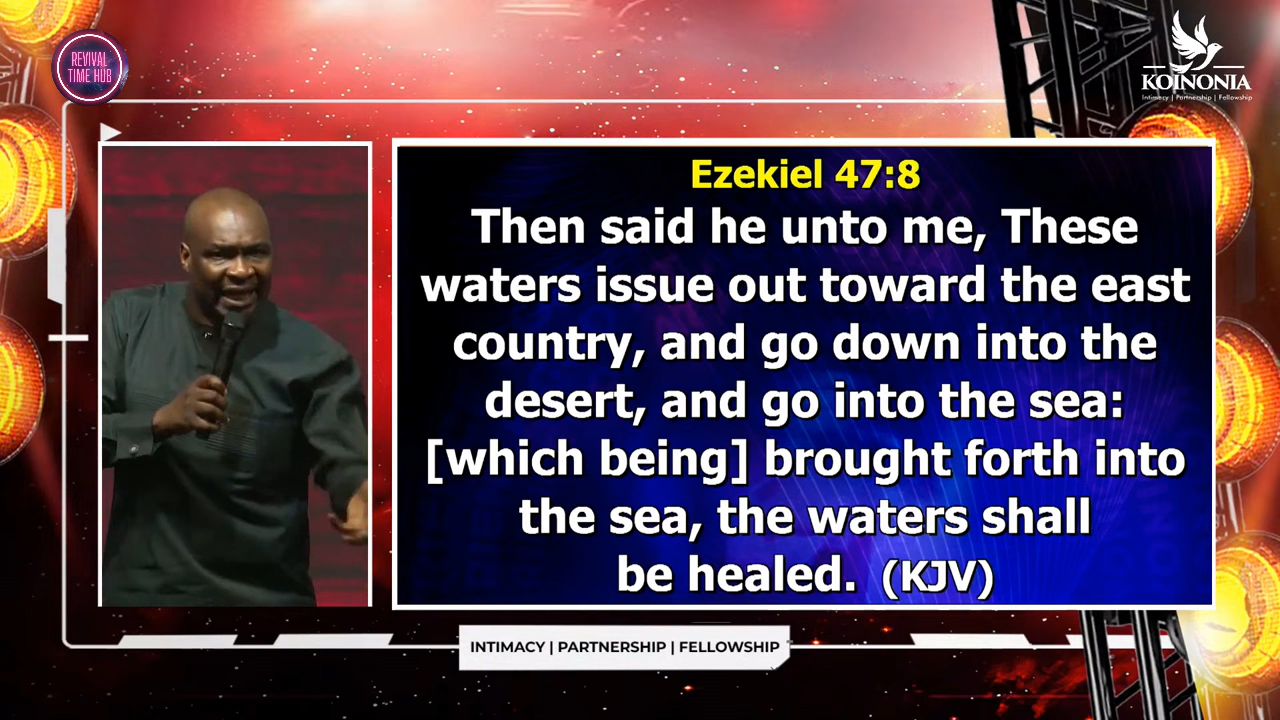 REVIVAL
TIME HUB
KOINONIA
Intimacy | Partnership | Fellowship
Ezekiel 47:8
Then said he unto me, These
waters issue out toward the east
country, and go down into the
desert, and go into the sea:
[which being] brought forth into
the sea, the waters shall
be healed. (KJV)
INTIMACY | PARTNERSHIP | FELLOWSHIP